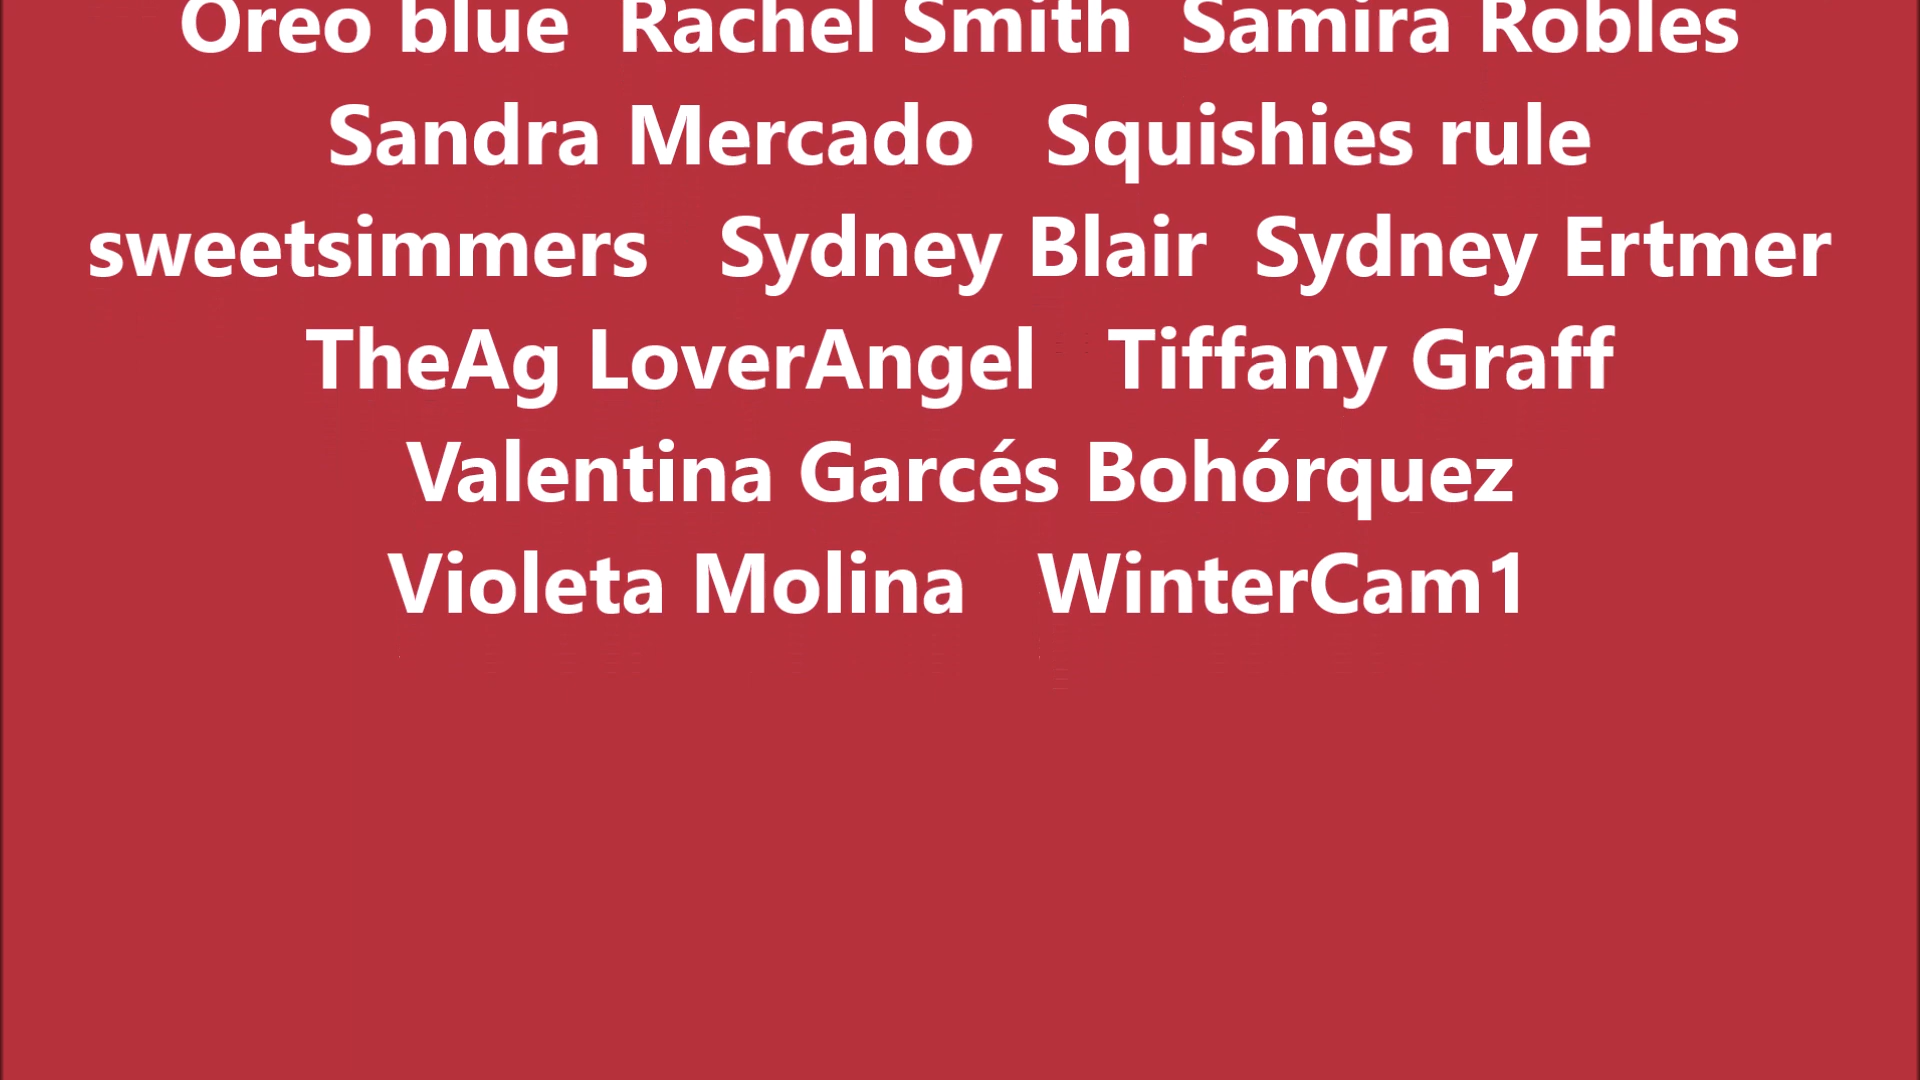 Oreo blue Rachel Smith Samira Robles
Sandra Mercado Squishies rule
sweetsimmers Sydney Blair Sydney Ertmer
TheAg LoverAngel Tiffany Graff
Valentina Garcés Bohórquez
Violeta Molina WinterCam1